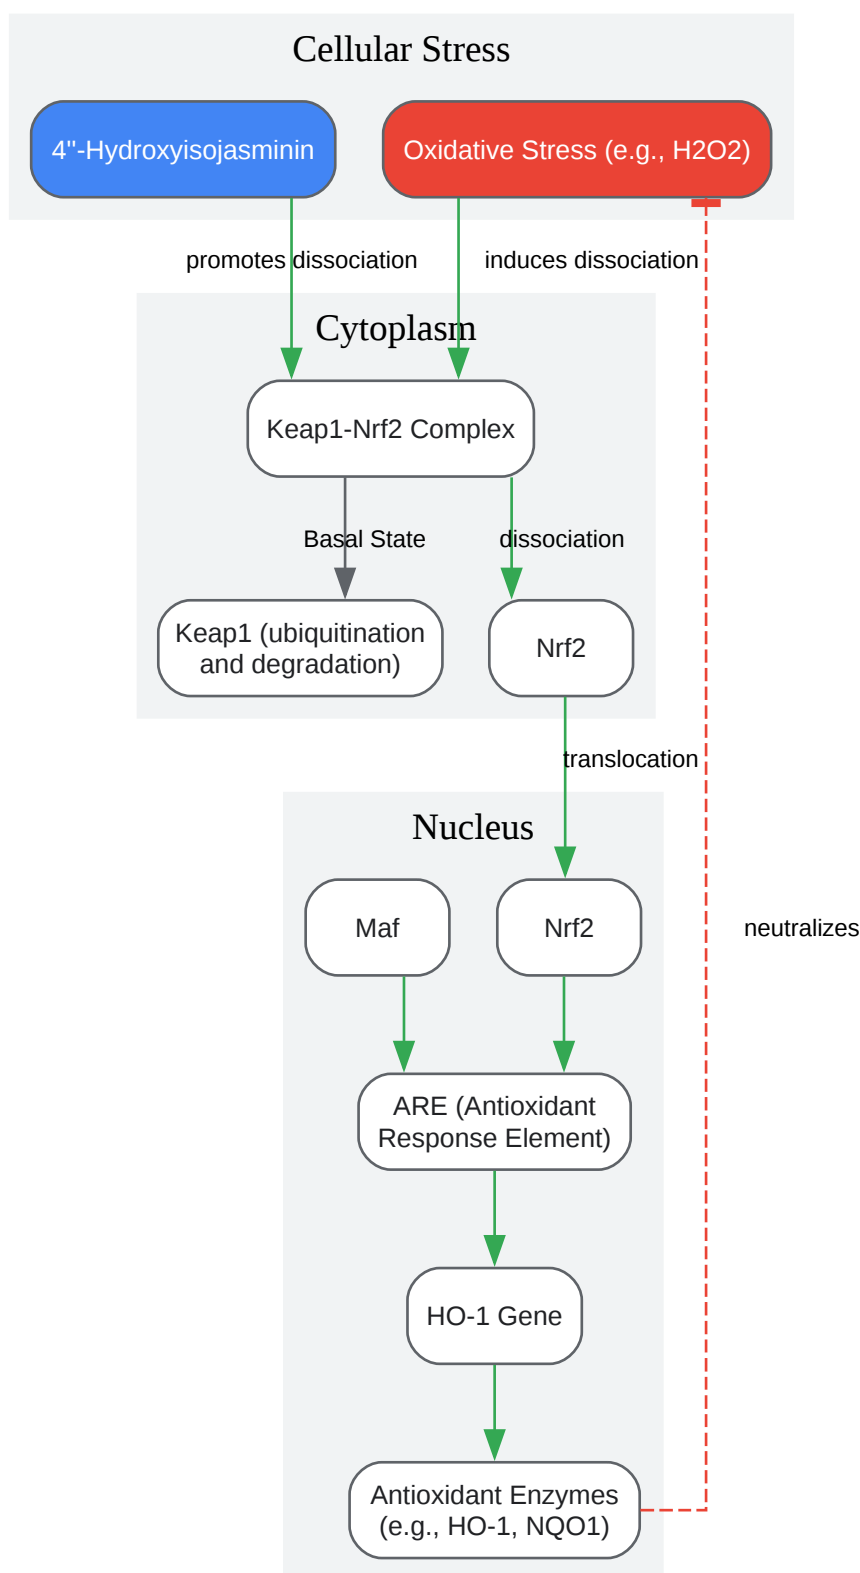 Cellular Stress
4''-Hydroxyisojasminin
Oxidative Stress (e.g., H2O2)
promotes dissociation
induces dissociation
Cytoplasm
Keap1-Nrf2 Complex
Basal State
dissociation
Keap1 (ubiquitination
and degradation)
Nrf2
translocation
Nucleus
Maf
Nrf2
neutralizes
ARE (Antioxidant
Response Element)
HO-1 Gene
Antioxidant Enzymes
(e.g., HO-1, NQO1)